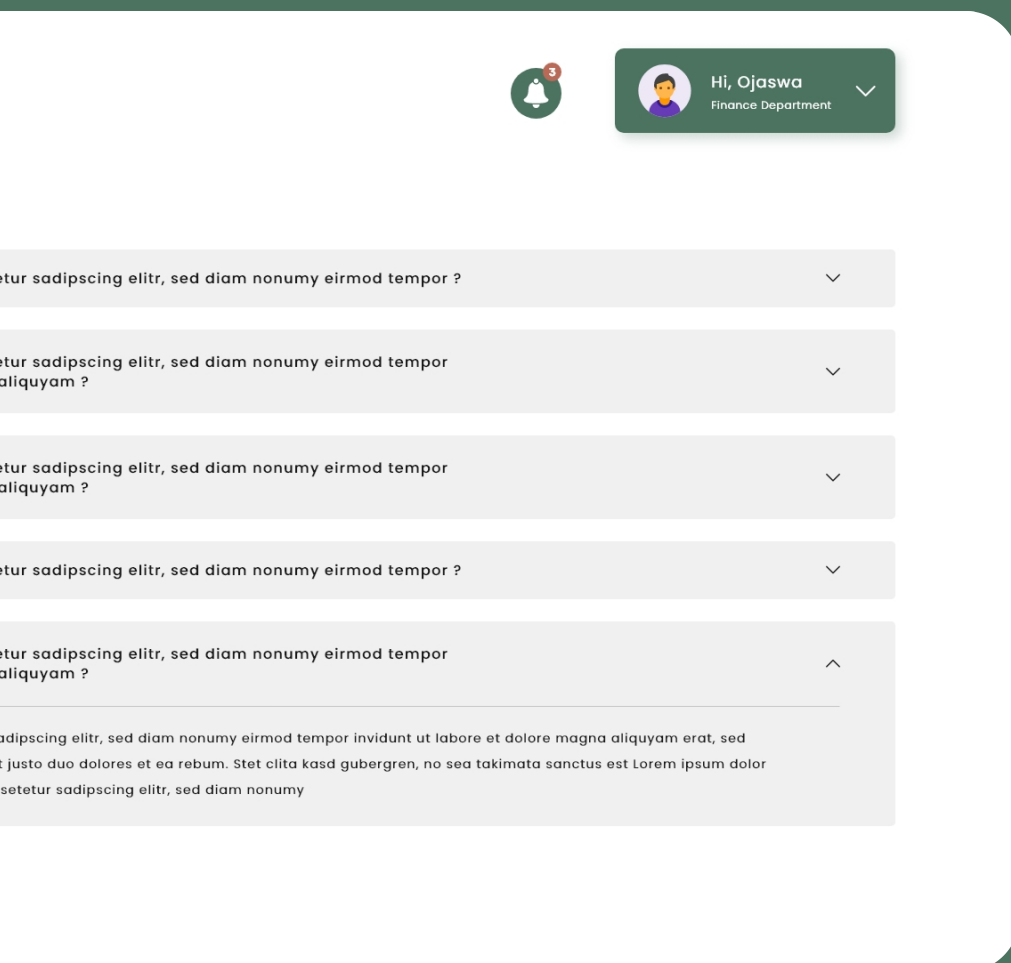 3
Hi, Ojaswa
Finance Department
etur sadipscing elitr, sed diam nonumy eirmod tempor ?
etur sadipscing elitr, sed diam nonumy eirmod tempor
aliquyam ?
etur sadipscing elitr, sed diam nonumy eirmod tempor
aliquyam ?
etur sadipscing elitr, sed diam nonumy eirmod tempor ?
etur sadipscing elitr, sed diam nonumy eirmod tempor
aliquyam ?
adipscing elitr, sed diam nonumy eirmod tempor invidunt ut labore et dolore magna aliquyam erat, sed
t justo duo dolores et ea rebum. Stet clita kasd gubergren, no sea takimata sanctus est Lorem ipsum dolor
setetur sadipscing elitr, sed diam nonumy